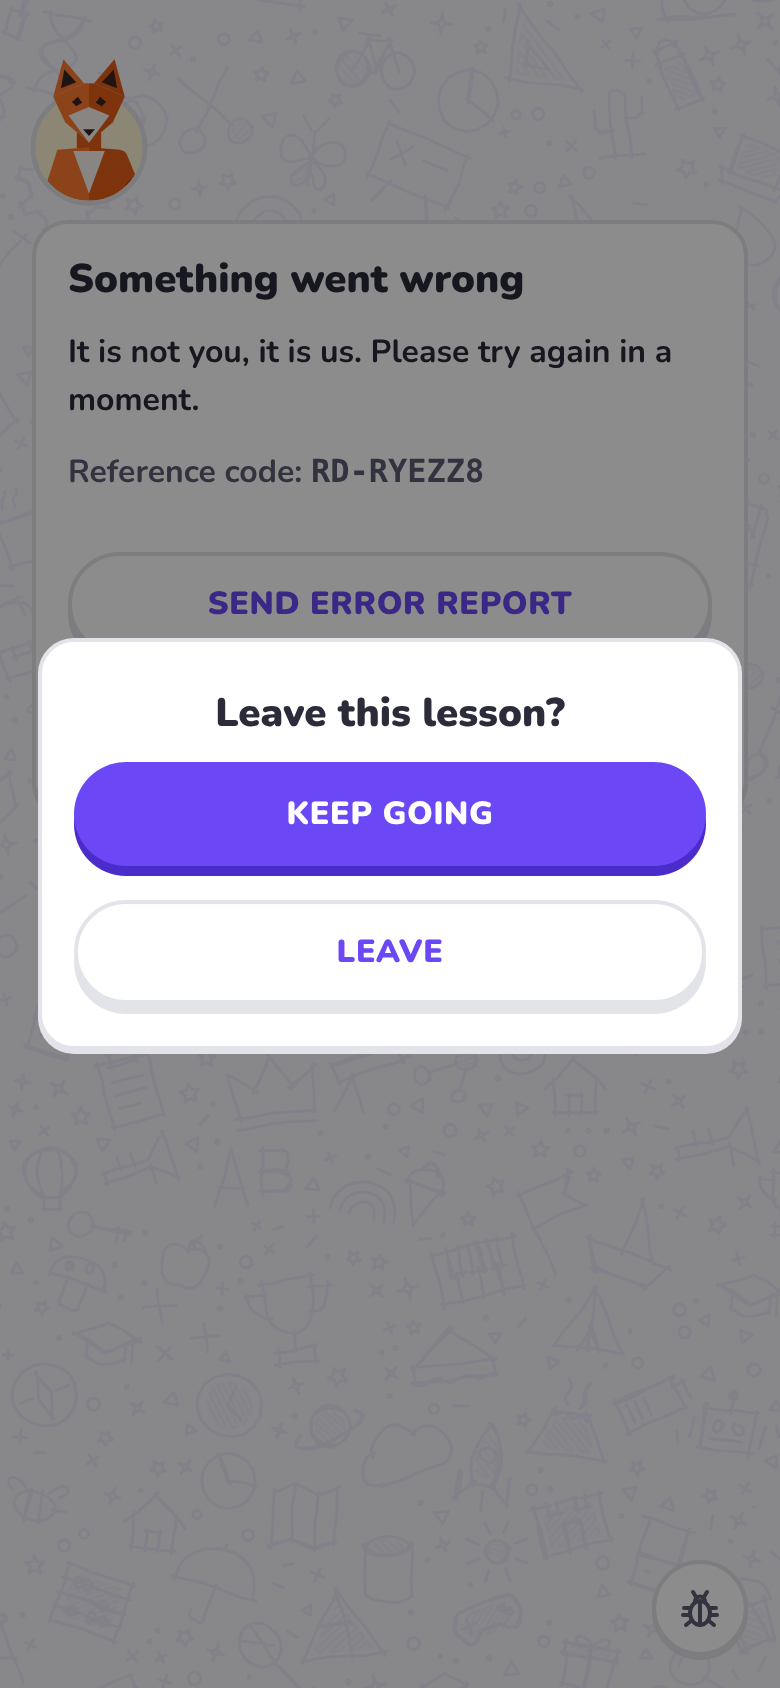 Something went wrong
It is not you, it is us. Please try again in a
moment.
Reference code: RD-RYEZZ8
SEND ERROR REPORT
Leave this lesson?
KEEP GOING
LEAVE
A B